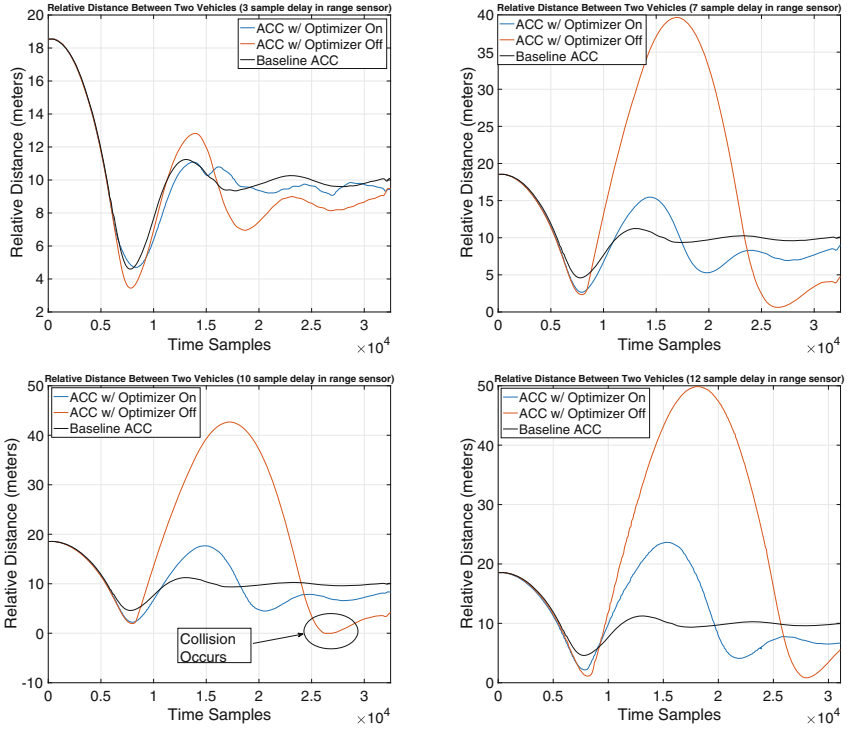 Relative Distance Between Two Vehicles (3 sample delay in range sensor)
20
18
16
14
12
10
8
6
4
2
Relative Distance (meters)
ACC w/ Optimizer On
ACC w/ Optimizer Off
Baseline ACC
0 0.5 1 1.5 2 2.5 3
Time Samples
×10^4
Relative Distance Between Two Vehicles (7 sample delay in range sensor)
40
35
30
25
20
15
10
5
0
Relative Distance (meters)
ACC w/ Optimizer On
ACC w/ Optimizer Off
Baseline ACC
0 0.5 1 1.5 2 2.5 3
Time Samples
×10^4
Relative Distance Between Two Vehicles (10 sample delay in range sensor)
50
40
30
20
10
0
-10
Relative Distance (meters)
ACC w/ Optimizer On
ACC w/ Optimizer Off
Baseline ACC
Collision
Occurs
0 0.5 1 1.5 2 2.5 3
Time Samples
×10^4
Relative Distance Between Two Vehicles (12 sample delay in range sensor)
50
40
30
20
10
0
Relative Distance (meters)
ACC w/ Optimizer On
ACC w/ Optimizer Off
Baseline ACC
0 0.5 1 1.5 2 2.5 3
Time Samples
×10^4